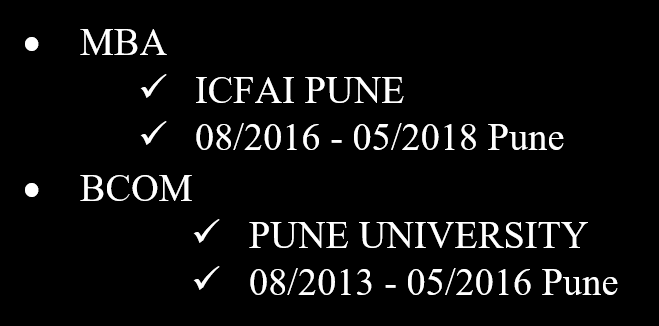 • MBA
✓ ICFAI PUNE
✓ 08/2016 - 05/2018 Pune
• BCOM
✓ PUNE UNIVERSITY
✓ 08/2013 - 05/2016 Pune